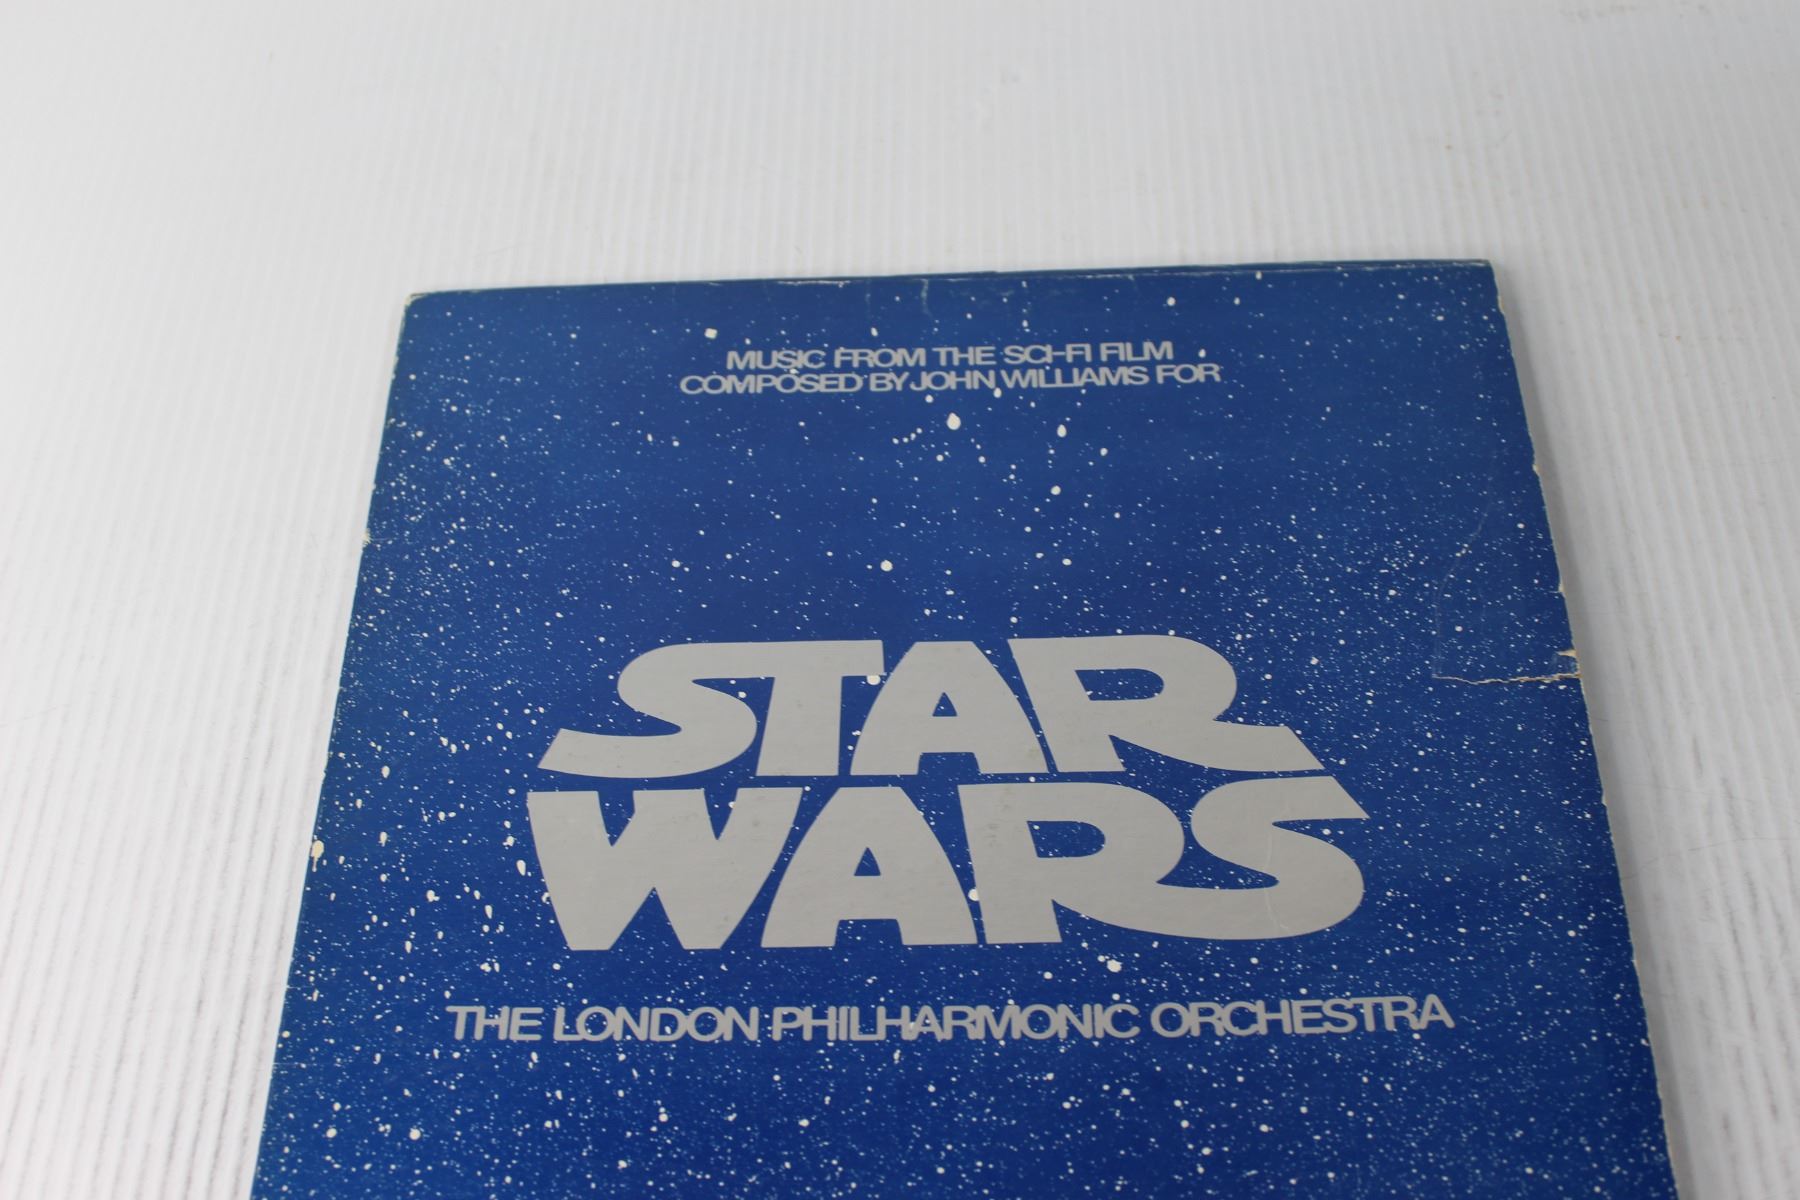 MUSIC FROM THE SCI-FI FILM
COMPOSED BY JOHN WILLIAMS FOR
STAR
WARS
THE LONDON PHILHARMONIC ORCHESTRA